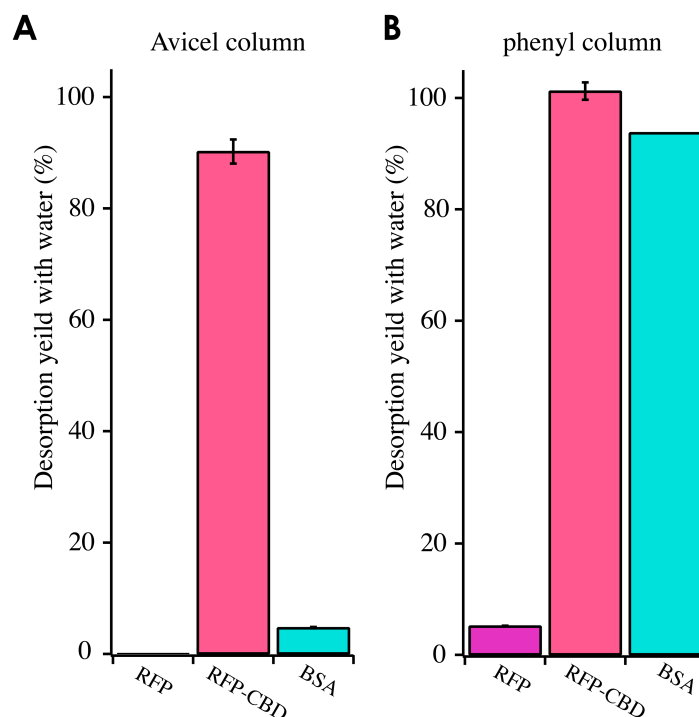 A
Avicel column
Desorption yeild with water (%)
100
80
60
40
20
0
RFP
RFP-CBD
BSA
B
phenyl column
Desorption yeild with water (%)
100
80
60
40
20
0
RFP
RFP-CBD
BSA